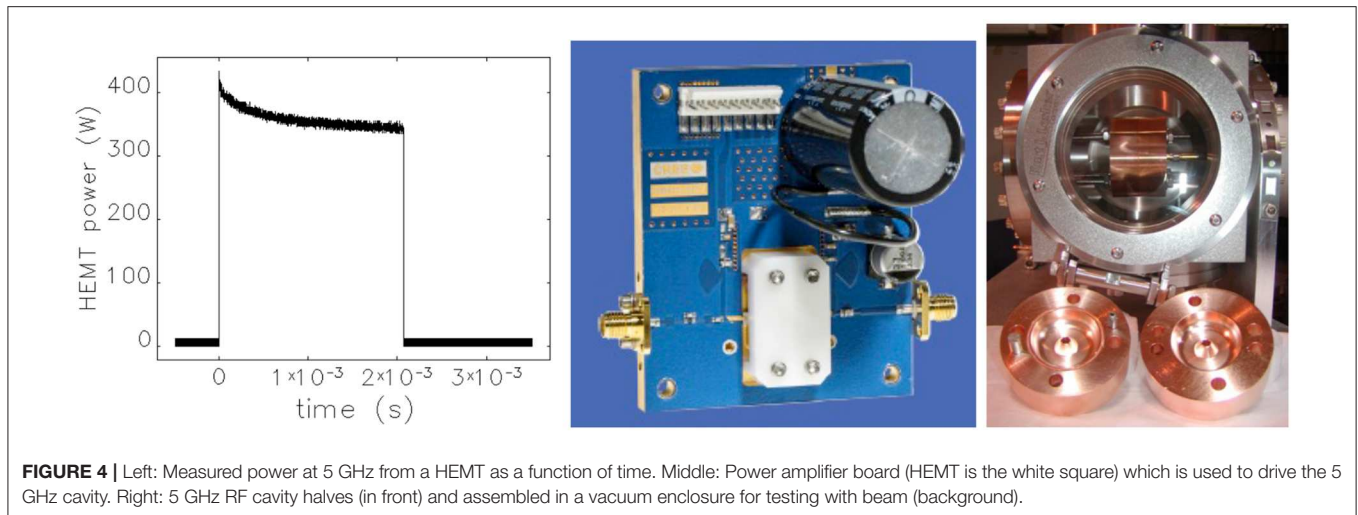 400
300
200
100
0
HEMT power (W)
0
1×10⁻³
2×10⁻³
3×10⁻³
time (s)
CREE
FIGURE 4 | Left: Measured power at 5 GHz from a HEMT as a function of time. Middle: Power amplifier board (HEMT is the white square) which is used to drive the 5
GHz cavity. Right: 5 GHz RF cavity halves (in front) and assembled in a vacuum enclosure for testing with beam (background).